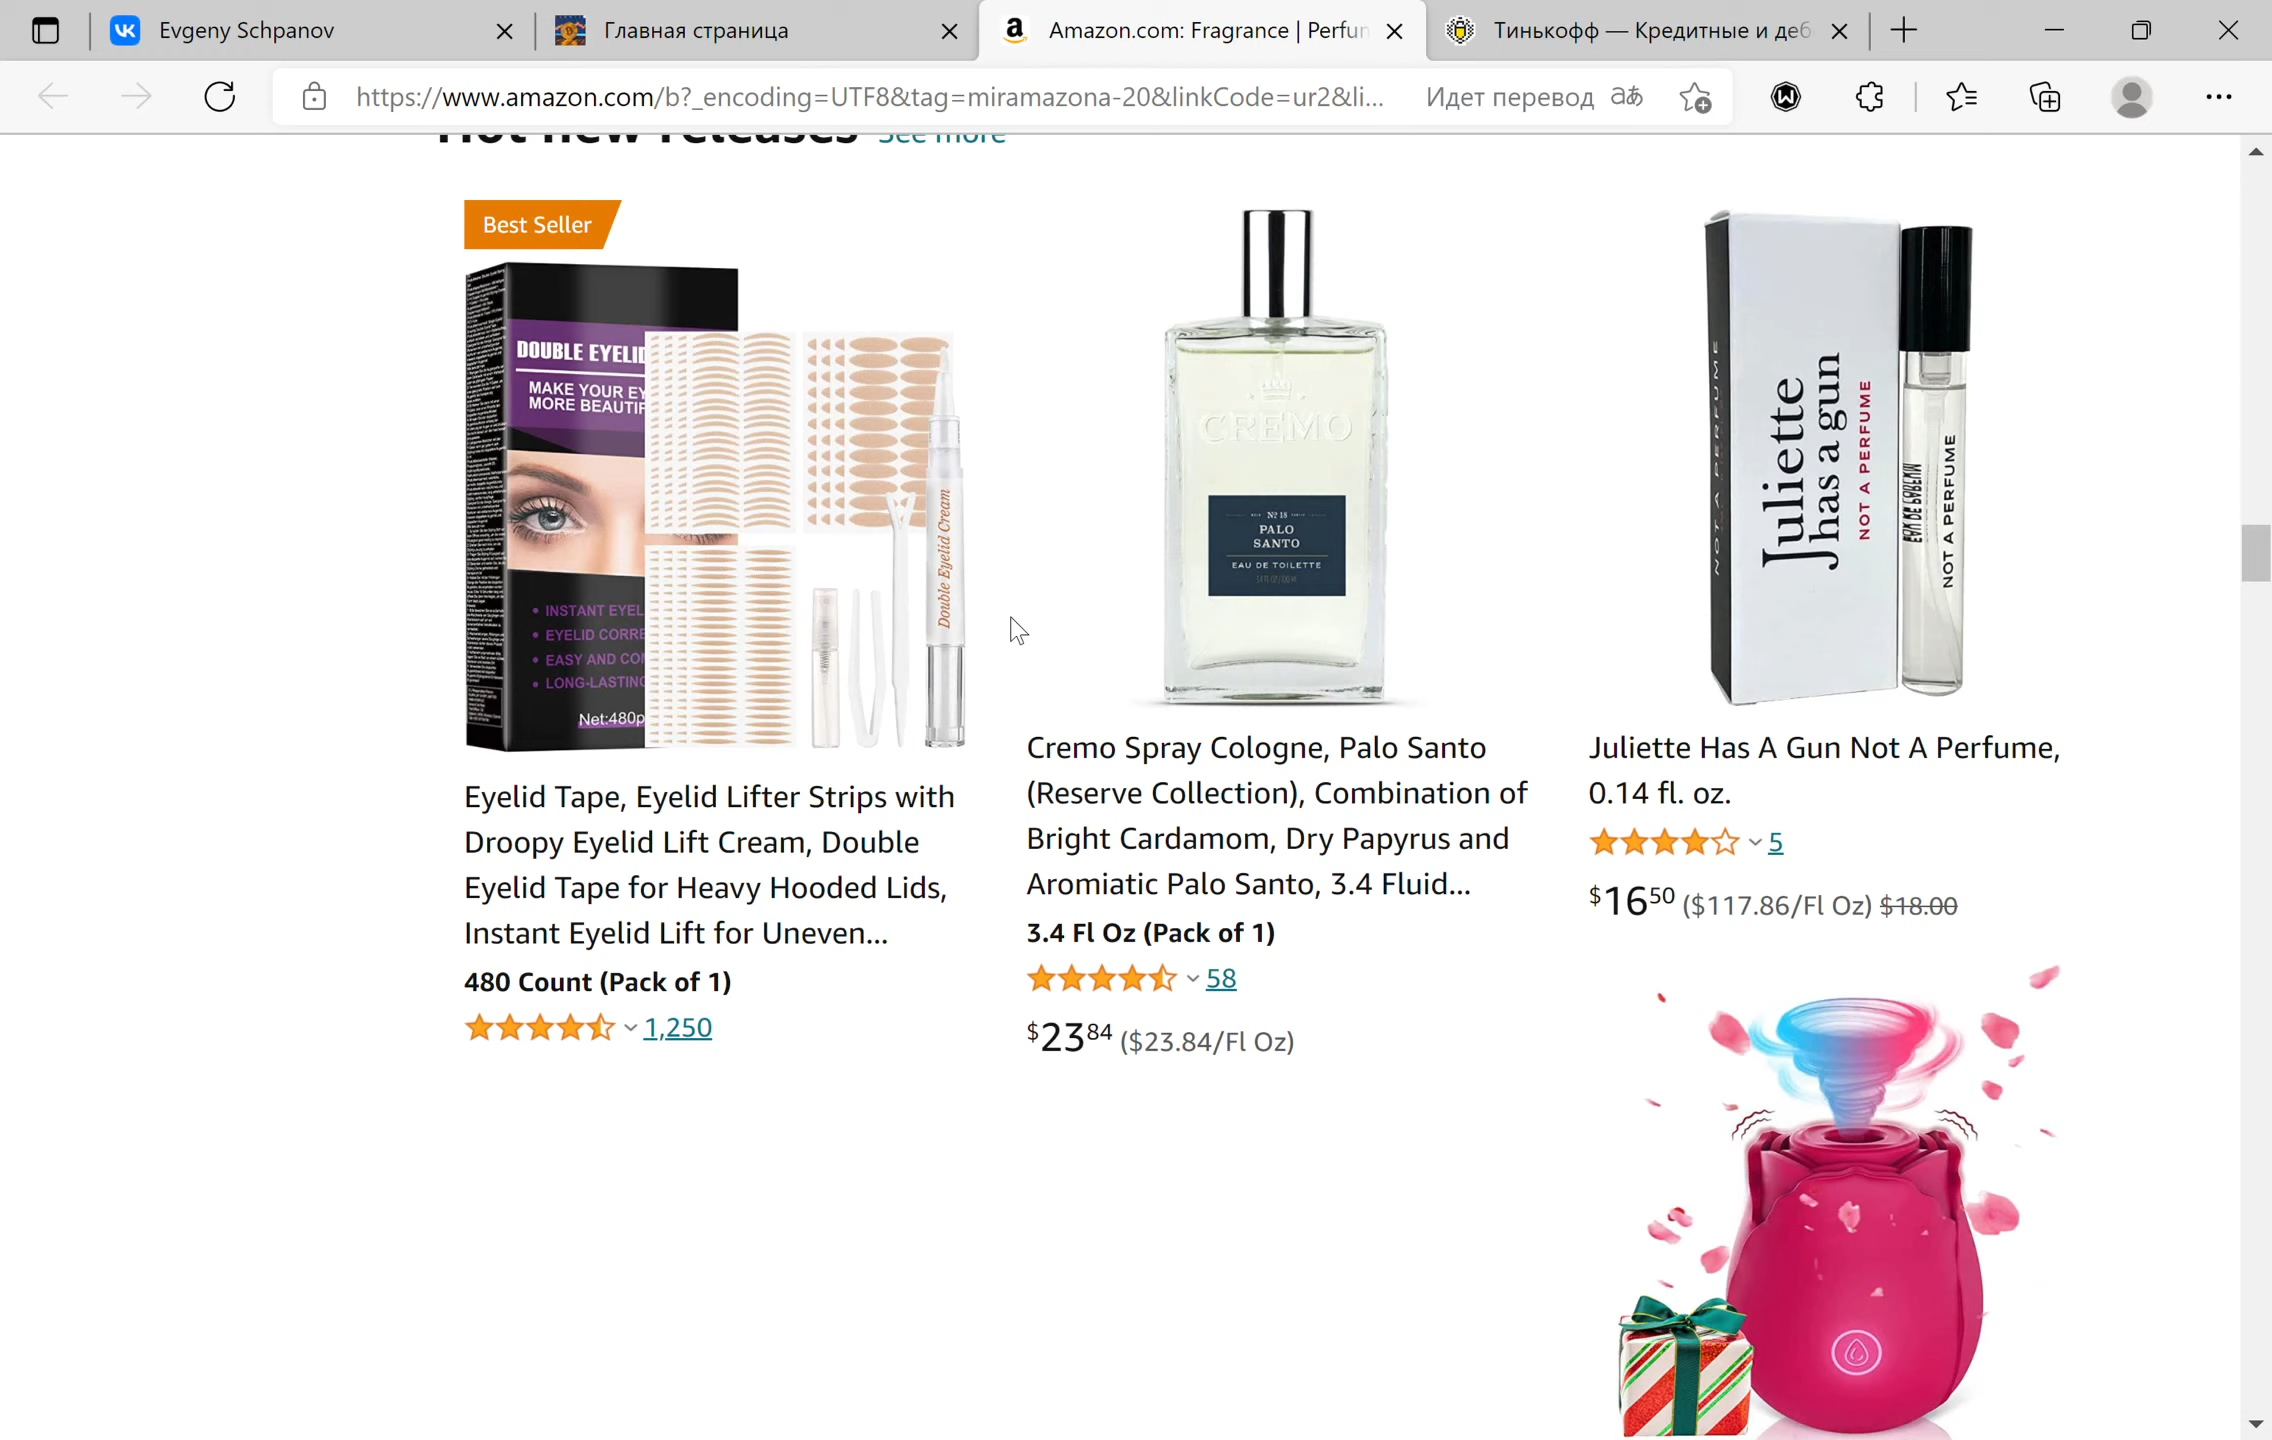 Evgeny Schpanov
Главная страница
Amazon.com: Fragrance | Perfun
Тинькофф — Кредитные и деб
https://www.amazon.com/b?_encoding=UTF8&tag=miramazona-20&linkCode=ur2&li...
Идет перевод
Hot new releases See more
Best Seller
DOUBLE EYELID
MAKE YOUR EY
MORE BEAUTIF
• INSTANT EYEL
• EYELID CORRE
• EASY AND CO
• LONG-LASTING
Net:480p
Double Eyelid Cream
Eyelid Tape, Eyelid Lifter Strips with
Droopy Eyelid Lift Cream, Double
Eyelid Tape for Heavy Hooded Lids,
Instant Eyelid Lift for Uneven...
480 Count (Pack of 1)
1,250
CREMO
Nº 18
PALO
SANTO
EAU DE TOILETTE
Cremo Spray Cologne, Palo Santo
(Reserve Collection), Combination of
Bright Cardamom, Dry Papyrus and
Aromiatic Palo Santo, 3.4 Fluid...
3.4 Fl Oz (Pack of 1)
58
$23 84 ($23.84/Fl Oz)
NOT A PERFUME
Juliette
has a gun
NOT A PERFUME
NOT A PERFUME
Juliette Has A Gun Not A Perfume,
0.14 fl. oz.
5
$16 50 ($117.86/Fl Oz) $18.00